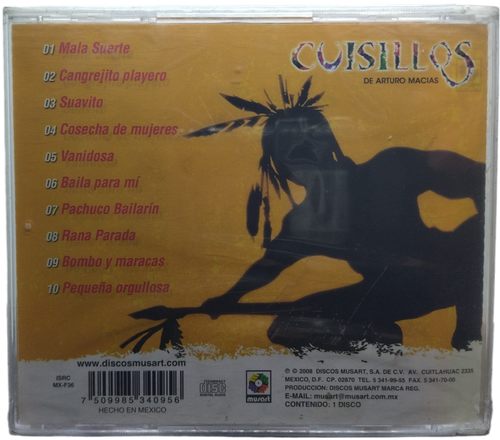 CUISILLOS
DE ARTURO MACIAS
01 Mala Suerte
02 Cangrejito playero
03 Suavito
04 Cosecha de mujeres
05 Vanidosa
06 Baila para mí
07 Pachuco Bailarín
08 Rana Parada
09 Bombo y maracas
10 Pequeña orgullosa
www.discosmusart.com
ISRC
MX-F36
7 509985 340956
HECHO EN MEXICO
COMPACT disc
DIGITAL AUDIO
musart
℗ © 2008 DISCOS MUSART, S.A. DE C.V. AV. CUITLAHUAC 2335
MEXICO, D.F. CP. 02870 TEL. 5 341-99-55 FAX 5 341-70-00
PRODUCCION: DISCOS MUSART MARCA REG.
E-MAIL: musart@musart.com.mx
CONTENIDO: 1 DISCO